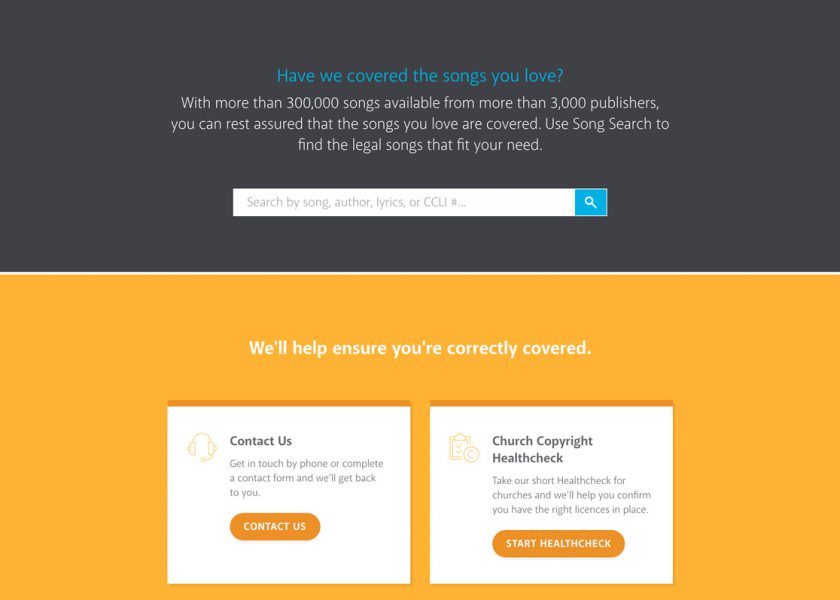 Have we covered the songs you love?
With more than 300,000 songs available from more than 3,000 publishers,
you can rest assured that the songs you love are covered. Use Song Search to
find the legal songs that fit your need.
Search by song, author, lyrics, or CCLI #...
We'll help ensure you're correctly covered.
Contact Us
Get in touch by phone or complete
a contact form and we'll get back
to you.
CONTACT US
Church Copyright
Healthcheck
Take our short Healthcheck for
churches and we'll help you confirm
you have the right licences in place.
START HEALTHCHECK